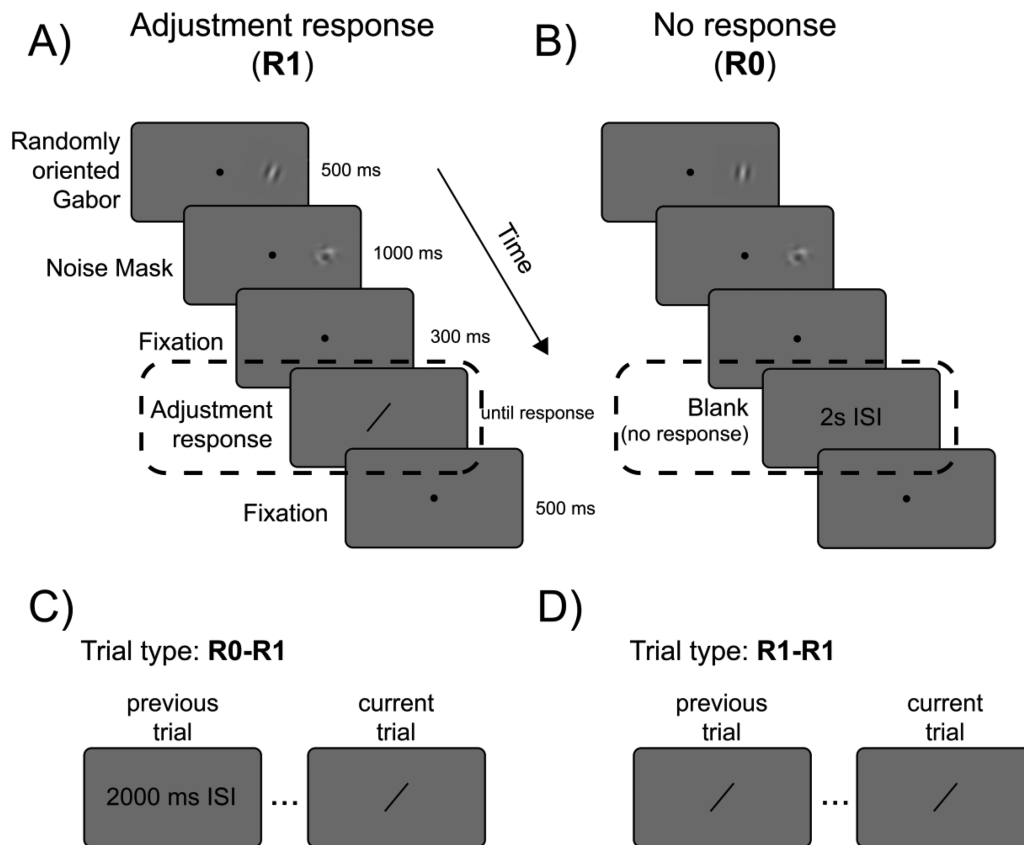 A)
Adjustment response
(R1)
Randomly
oriented
Gabor
500 ms
Noise Mask
1000 ms
Fixation
300 ms
Adjustment
response
until response
Fixation
500 ms
Time
B)
No response
(R0)
Blank
(no response)
2s ISI
C)
Trial type: R0-R1
previous
trial
current
trial
2000 ms ISI
...
D)
Trial type: R1-R1
previous
trial
current
trial
...